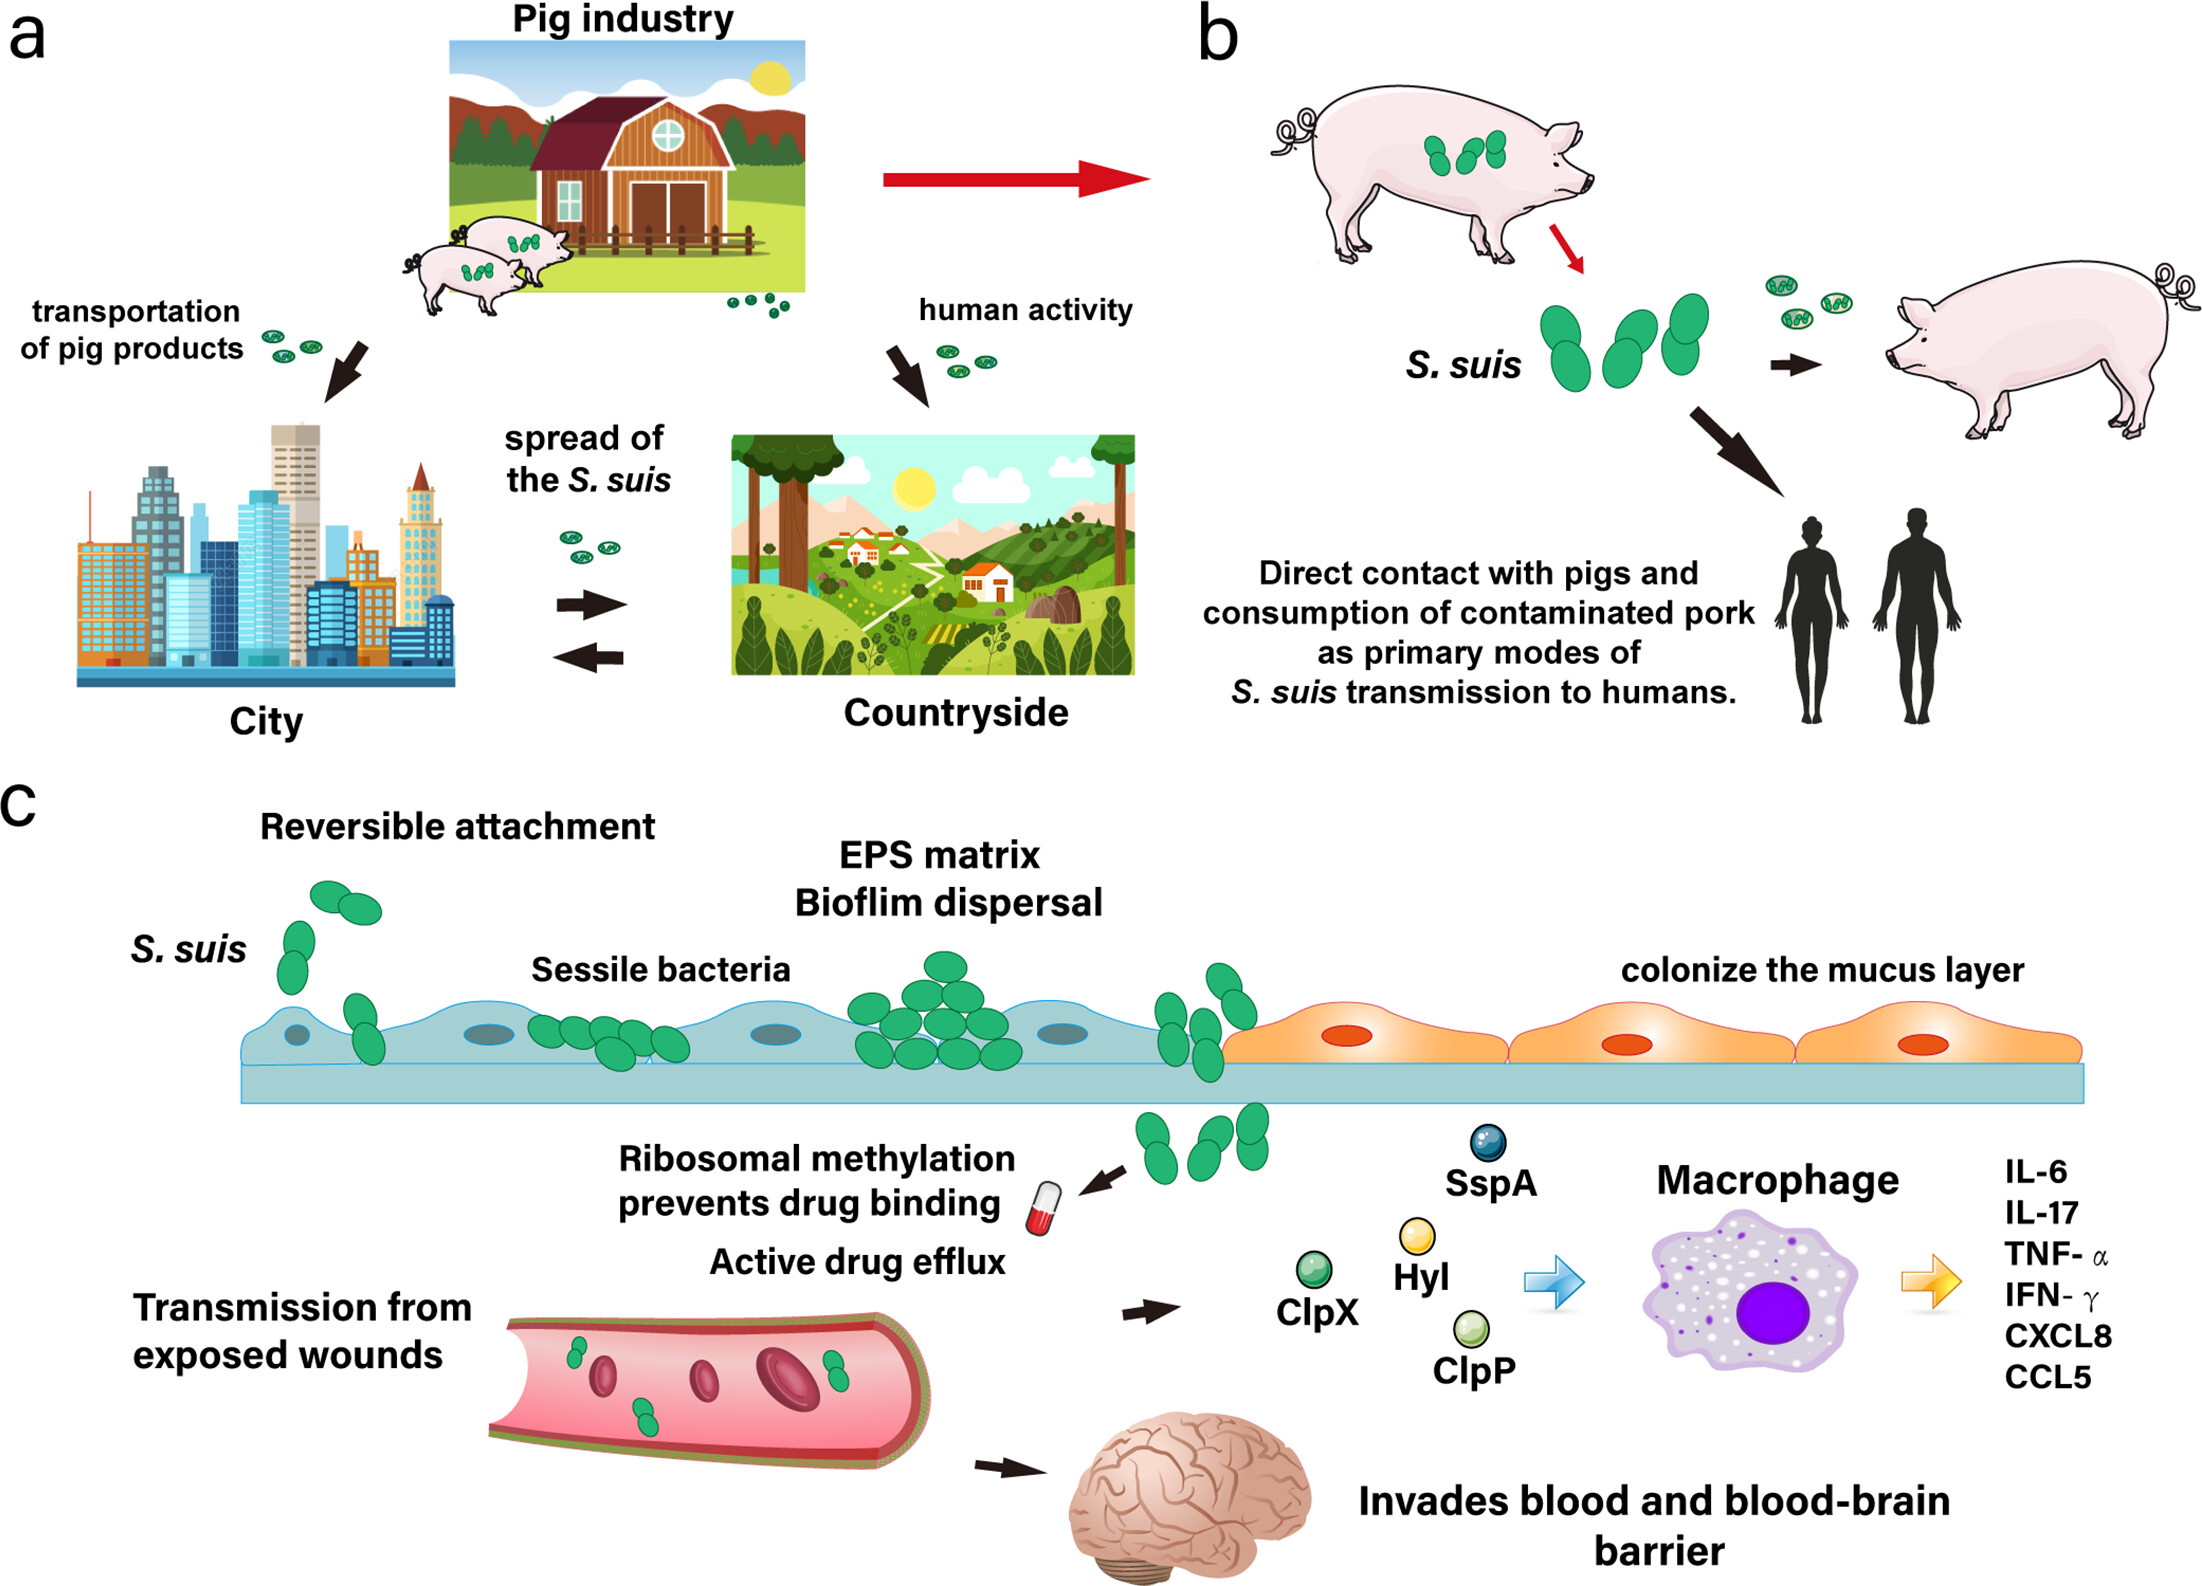 a
Pig industry
transportation
of pig products
human activity
spread of
the S. suis
City
Countryside
b
S. suis
Direct contact with pigs and
consumption of contaminated pork
as primary modes of
S. suis transmission to humans.
c
Reversible attachment
EPS matrix
Bioflim dispersal
S. suis
Sessile bacteria
colonize the mucus layer
Ribosomal methylation
prevents drug binding
Active drug efflux
Transmission from
exposed wounds
SspA
Hyl
ClpX
ClpP
Macrophage
IL-6
IL-17
TNF- α
IFN- γ
CXCL8
CCL5
Invades blood and blood-brain
barrier